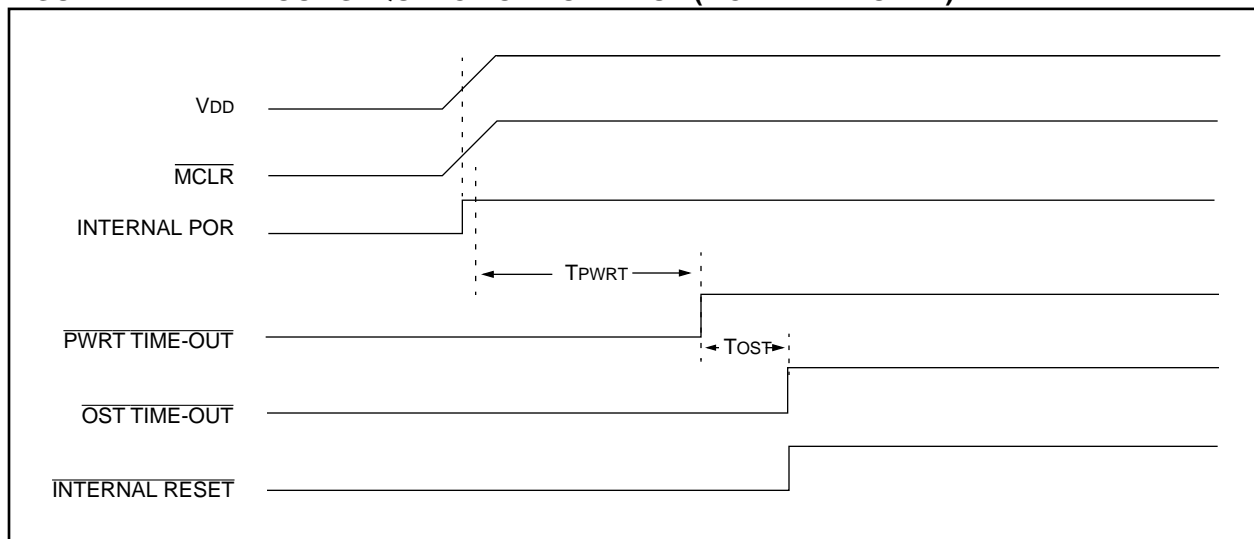 VDD
MCLR
INTERNAL POR
TPWRT
PWRT TIME-OUT
TOST
OST TIME-OUT
INTERNAL RESET